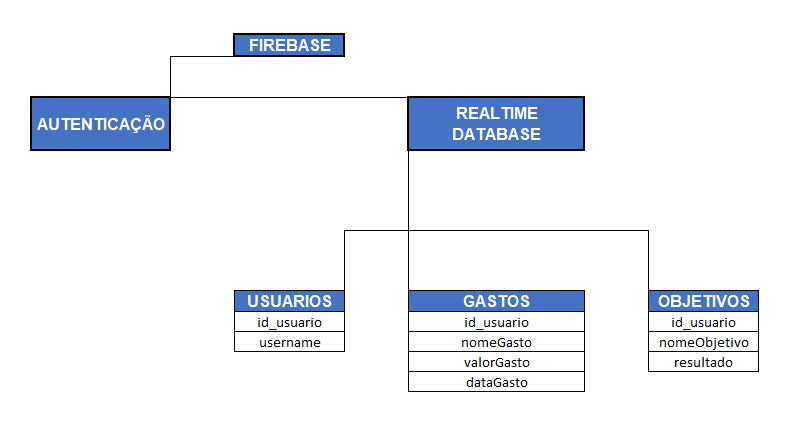 FIREBASE
AUTENTICAÇÃO
REALTIME
DATABASE
USUARIOS
id_usuario
username
GASTOS
id_usuario
nomeGasto
valorGasto
dataGasto
OBJETIVOS
id_usuario
nomeObjetivo
resultado